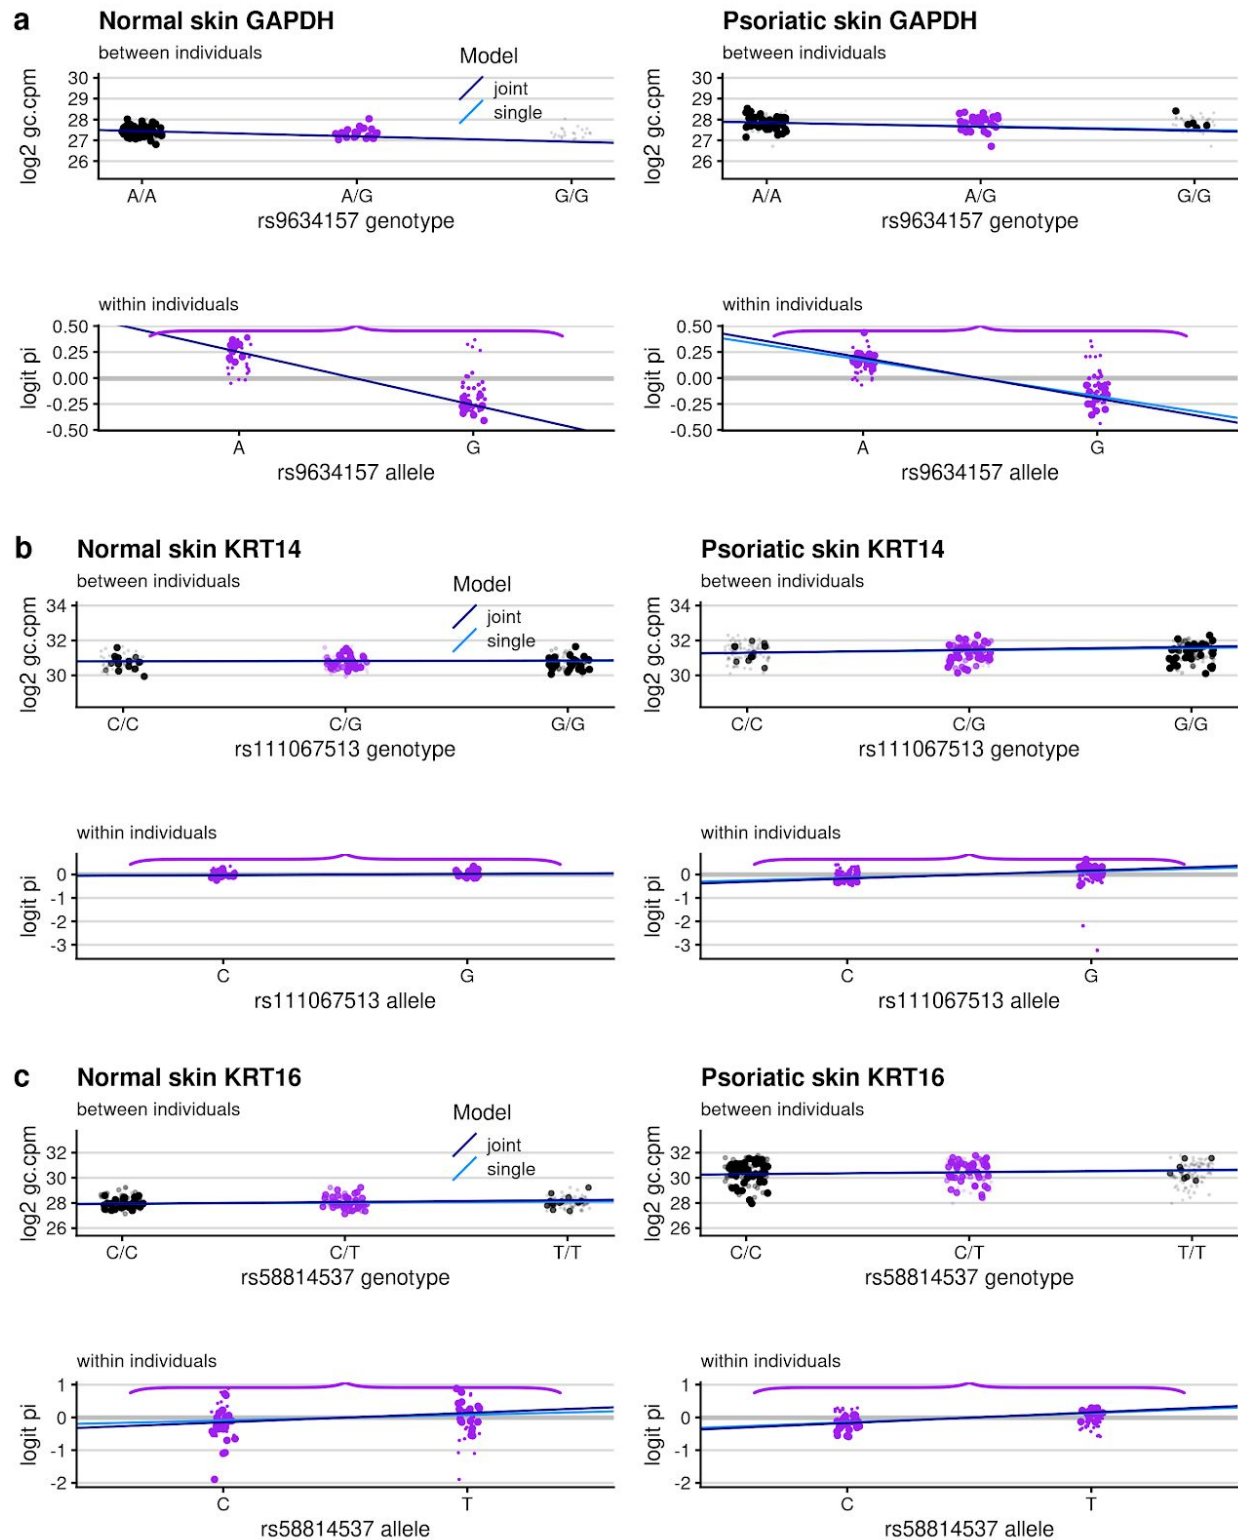 a
Normal skin GAPDH
between individuals
Model
joint
single
log2 gc.cpm
30
29
28
27
26
A/A A/G G/G
rs9634157 genotype
Psoriatic skin GAPDH
between individuals
log2 gc.cpm
30
29
28
27
26
A/A A/G G/G
rs9634157 genotype
within individuals
logit pi
0.50
0.25
0.00
-0.25
-0.50
A G
rs9634157 allele
within individuals
logit pi
0.50
0.25
0.00
-0.25
-0.50
A G
rs9634157 allele
b
Normal skin KRT14
between individuals
Model
joint
single
log2 gc.cpm
34
32
30
C/C C/G G/G
rs111067513 genotype
Psoriatic skin KRT14
between individuals
log2 gc.cpm
34
32
30
C/C C/G G/G
rs111067513 genotype
within individuals
logit pi
0
-1
-2
-3
C G
rs111067513 allele
within individuals
logit pi
0
-1
-2
-3
C G
rs111067513 allele
c
Normal skin KRT16
between individuals
Model
joint
single
log2 gc.cpm
32
30
28
26
C/C C/T T/T
rs58814537 genotype
Psoriatic skin KRT16
between individuals
log2 gc.cpm
32
30
28
26
C/C C/T T/T
rs58814537 genotype
within individuals
logit pi
1
0
-1
-2
C T
rs58814537 allele
within individuals
logit pi
1
0
-1
-2
C T
rs58814537 allele